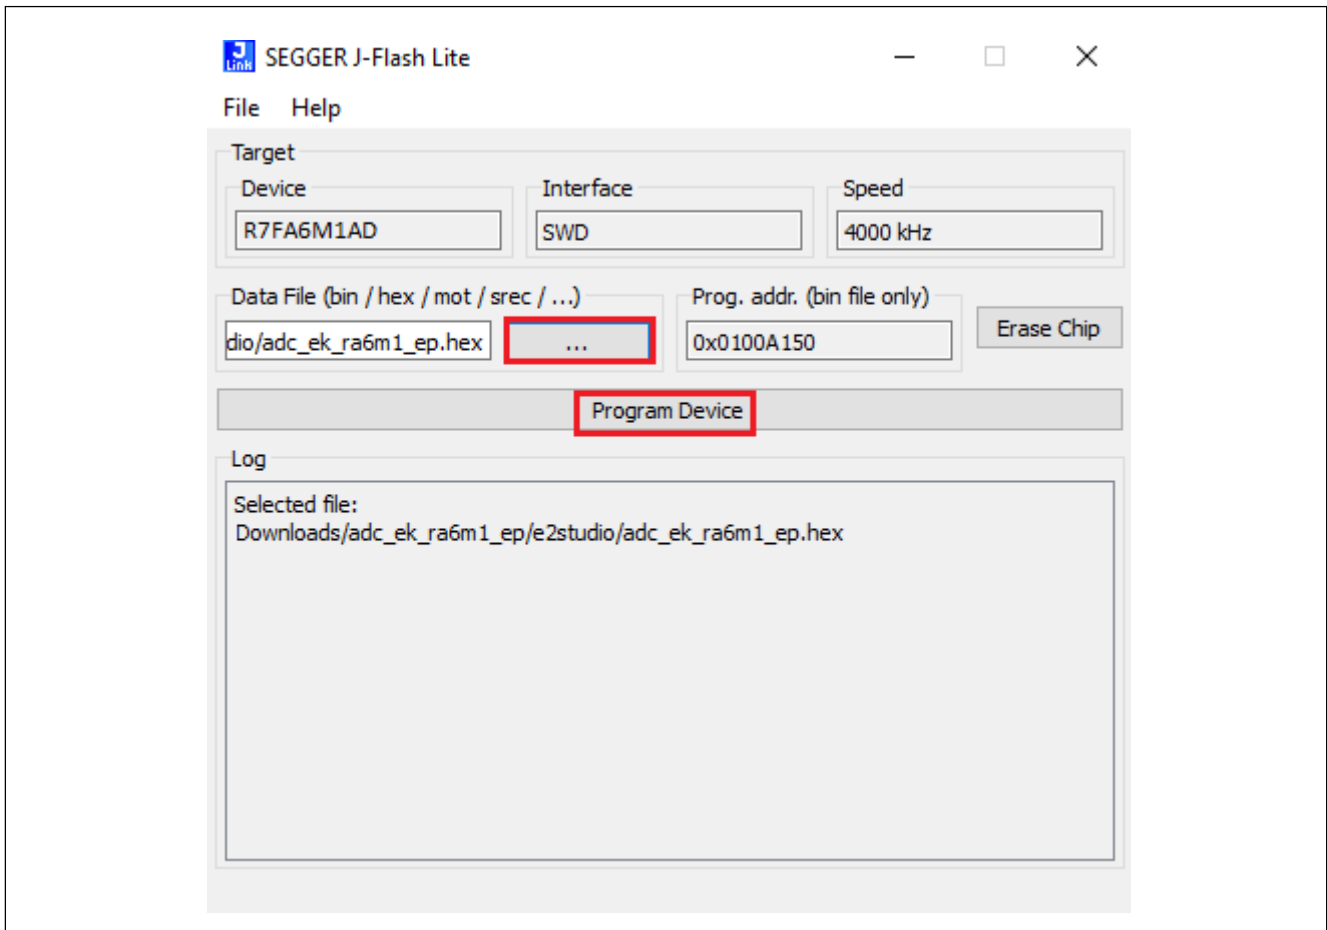 J
Link
SEGGER J-Flash Lite
File Help
Target
Device Interface Speed
R7FA6M1AD SWD 4000 kHz
Data File (bin / hex / mot / srec / ...) Prog. addr. (bin file only)
dio/adc_ek_ra6m1_ep.hex ... 0x0100A150 Erase Chip
Program Device
Log
Selected file:
Downloads/adc_ek_ra6m1_ep/e2studio/adc_ek_ra6m1_ep.hex